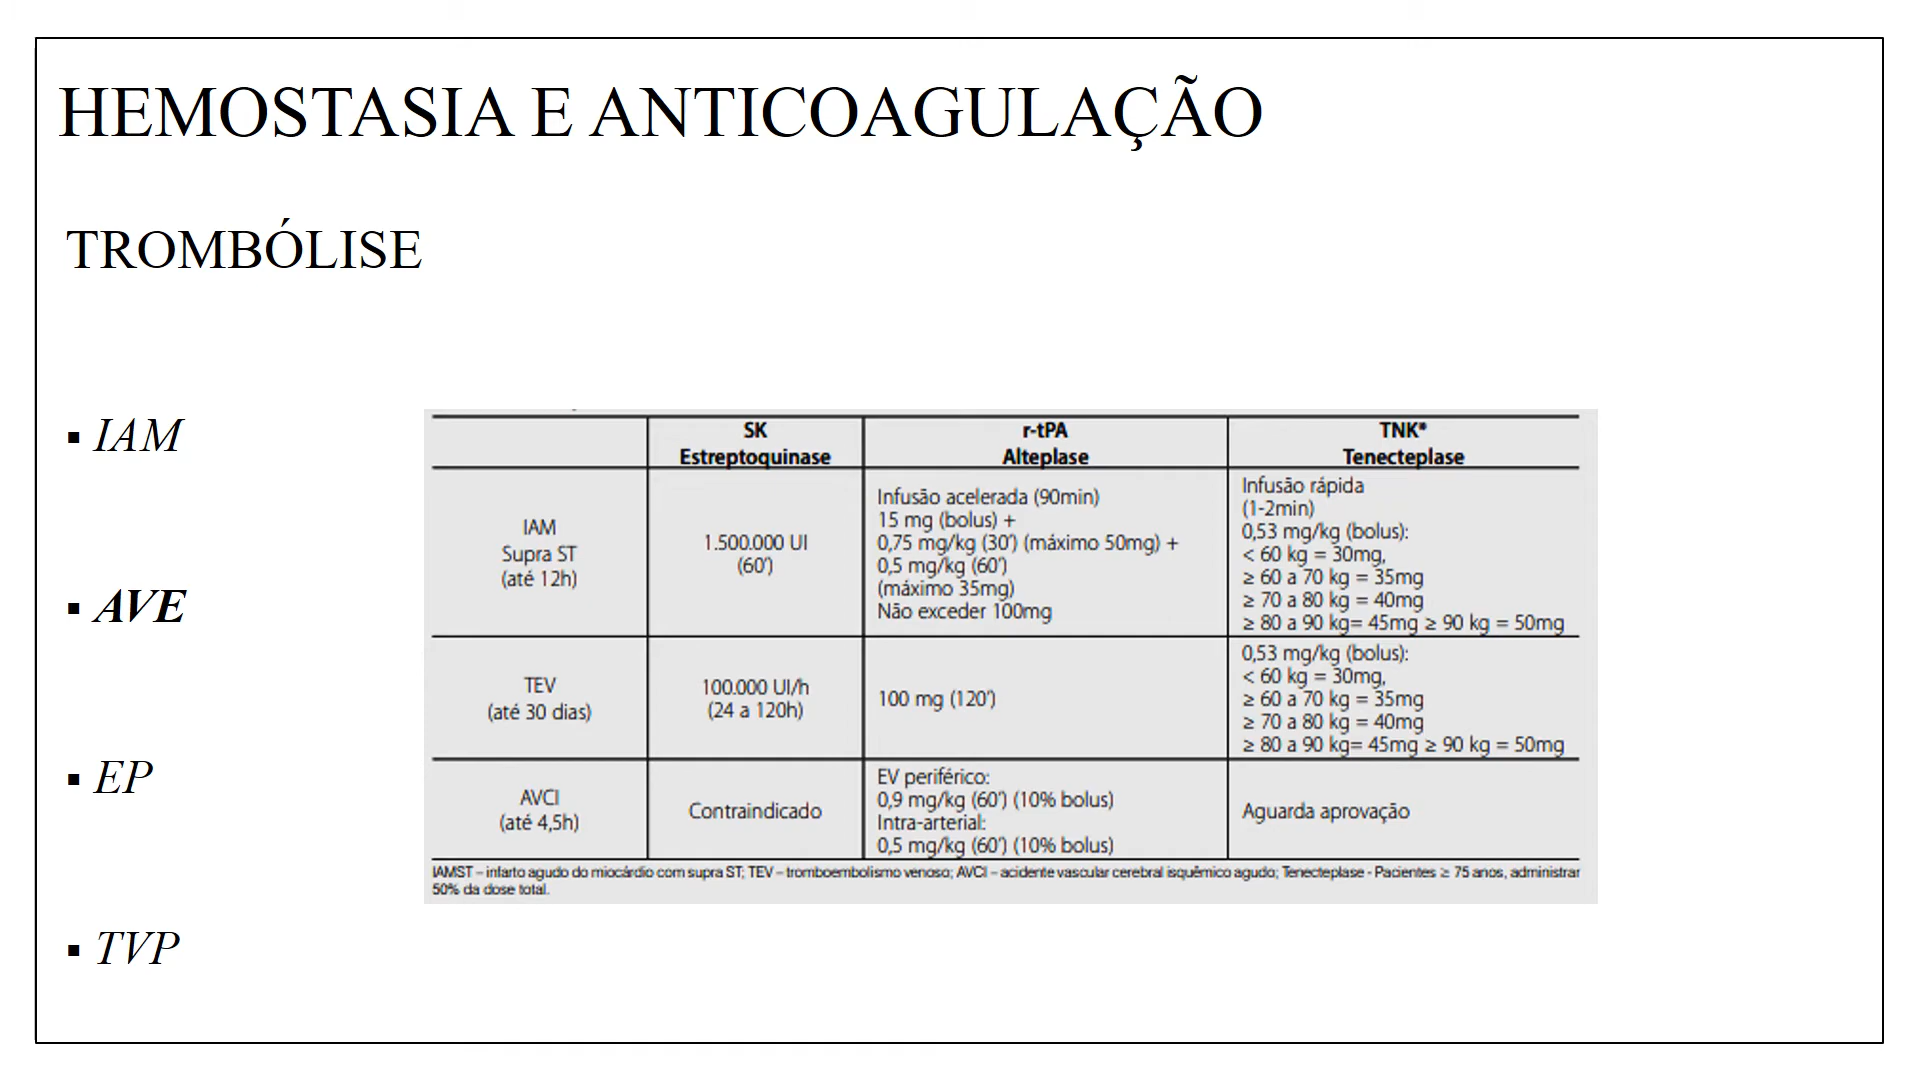 HEMOSTASIA E ANTICOAGULAÇÃO
TROMBÓLISE
▪ IAM
▪ AVE
▪ EP
▪ TVP
SK
Estreptoquinase
r-tPA
Alteplase
TNK*
Tenecteplase
IAM
Supra ST
(até 12h)
1.500.000 UI
(60’)
Infusão acelerada (90min)
15 mg (bolus) +
0,75 mg/kg (30’) (máximo 50mg) +
0,5 mg/kg (60’)
(máximo 35mg)
Não exceder 100mg
Infusão rápida
(1-2min)
0,53 mg/kg (bolus):
< 60 kg = 30mg,
≥ 60 a 70 kg = 35mg
≥ 70 a 80 kg = 40mg
≥ 80 a 90 kg= 45mg ≥ 90 kg = 50mg
TEV
(até 30 dias)
100.000 UI/h
(24 a 120h)
100 mg (120’)
0,53 mg/kg (bolus):
< 60 kg = 30mg,
≥ 60 a 70 kg = 35mg
≥ 70 a 80 kg = 40mg
≥ 80 a 90 kg= 45mg ≥ 90 kg = 50mg
AVCI
(até 4,5h)
Contraindicado
EV periférico:
0,9 mg/kg (60’) (10% bolus)
Intra-arterial:
0,5 mg/kg (60’) (10% bolus)
Aguarda aprovação
IAMST – infarto agudo do miocárdio com supra ST; TEV – tromboembolismo venoso; AVCI – acidente vascular cerebral isquêmico agudo; Tenecteplase - Pacientes ≥ 75 anos, administrar
50% da dose total.